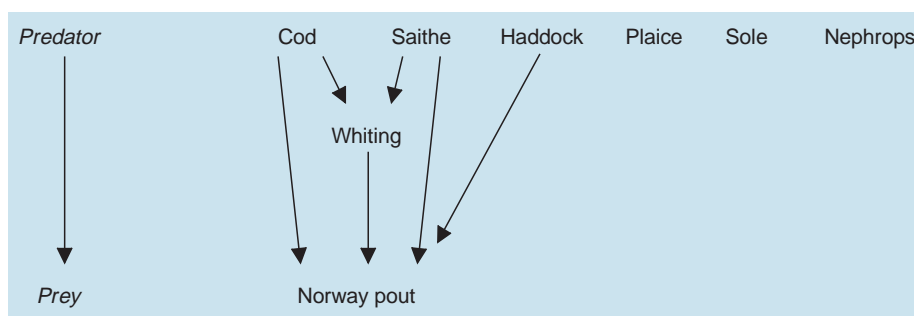 Predator Cod Saithe Haddock Plaice Sole Nephrops
Whiting
Prey Norway pout